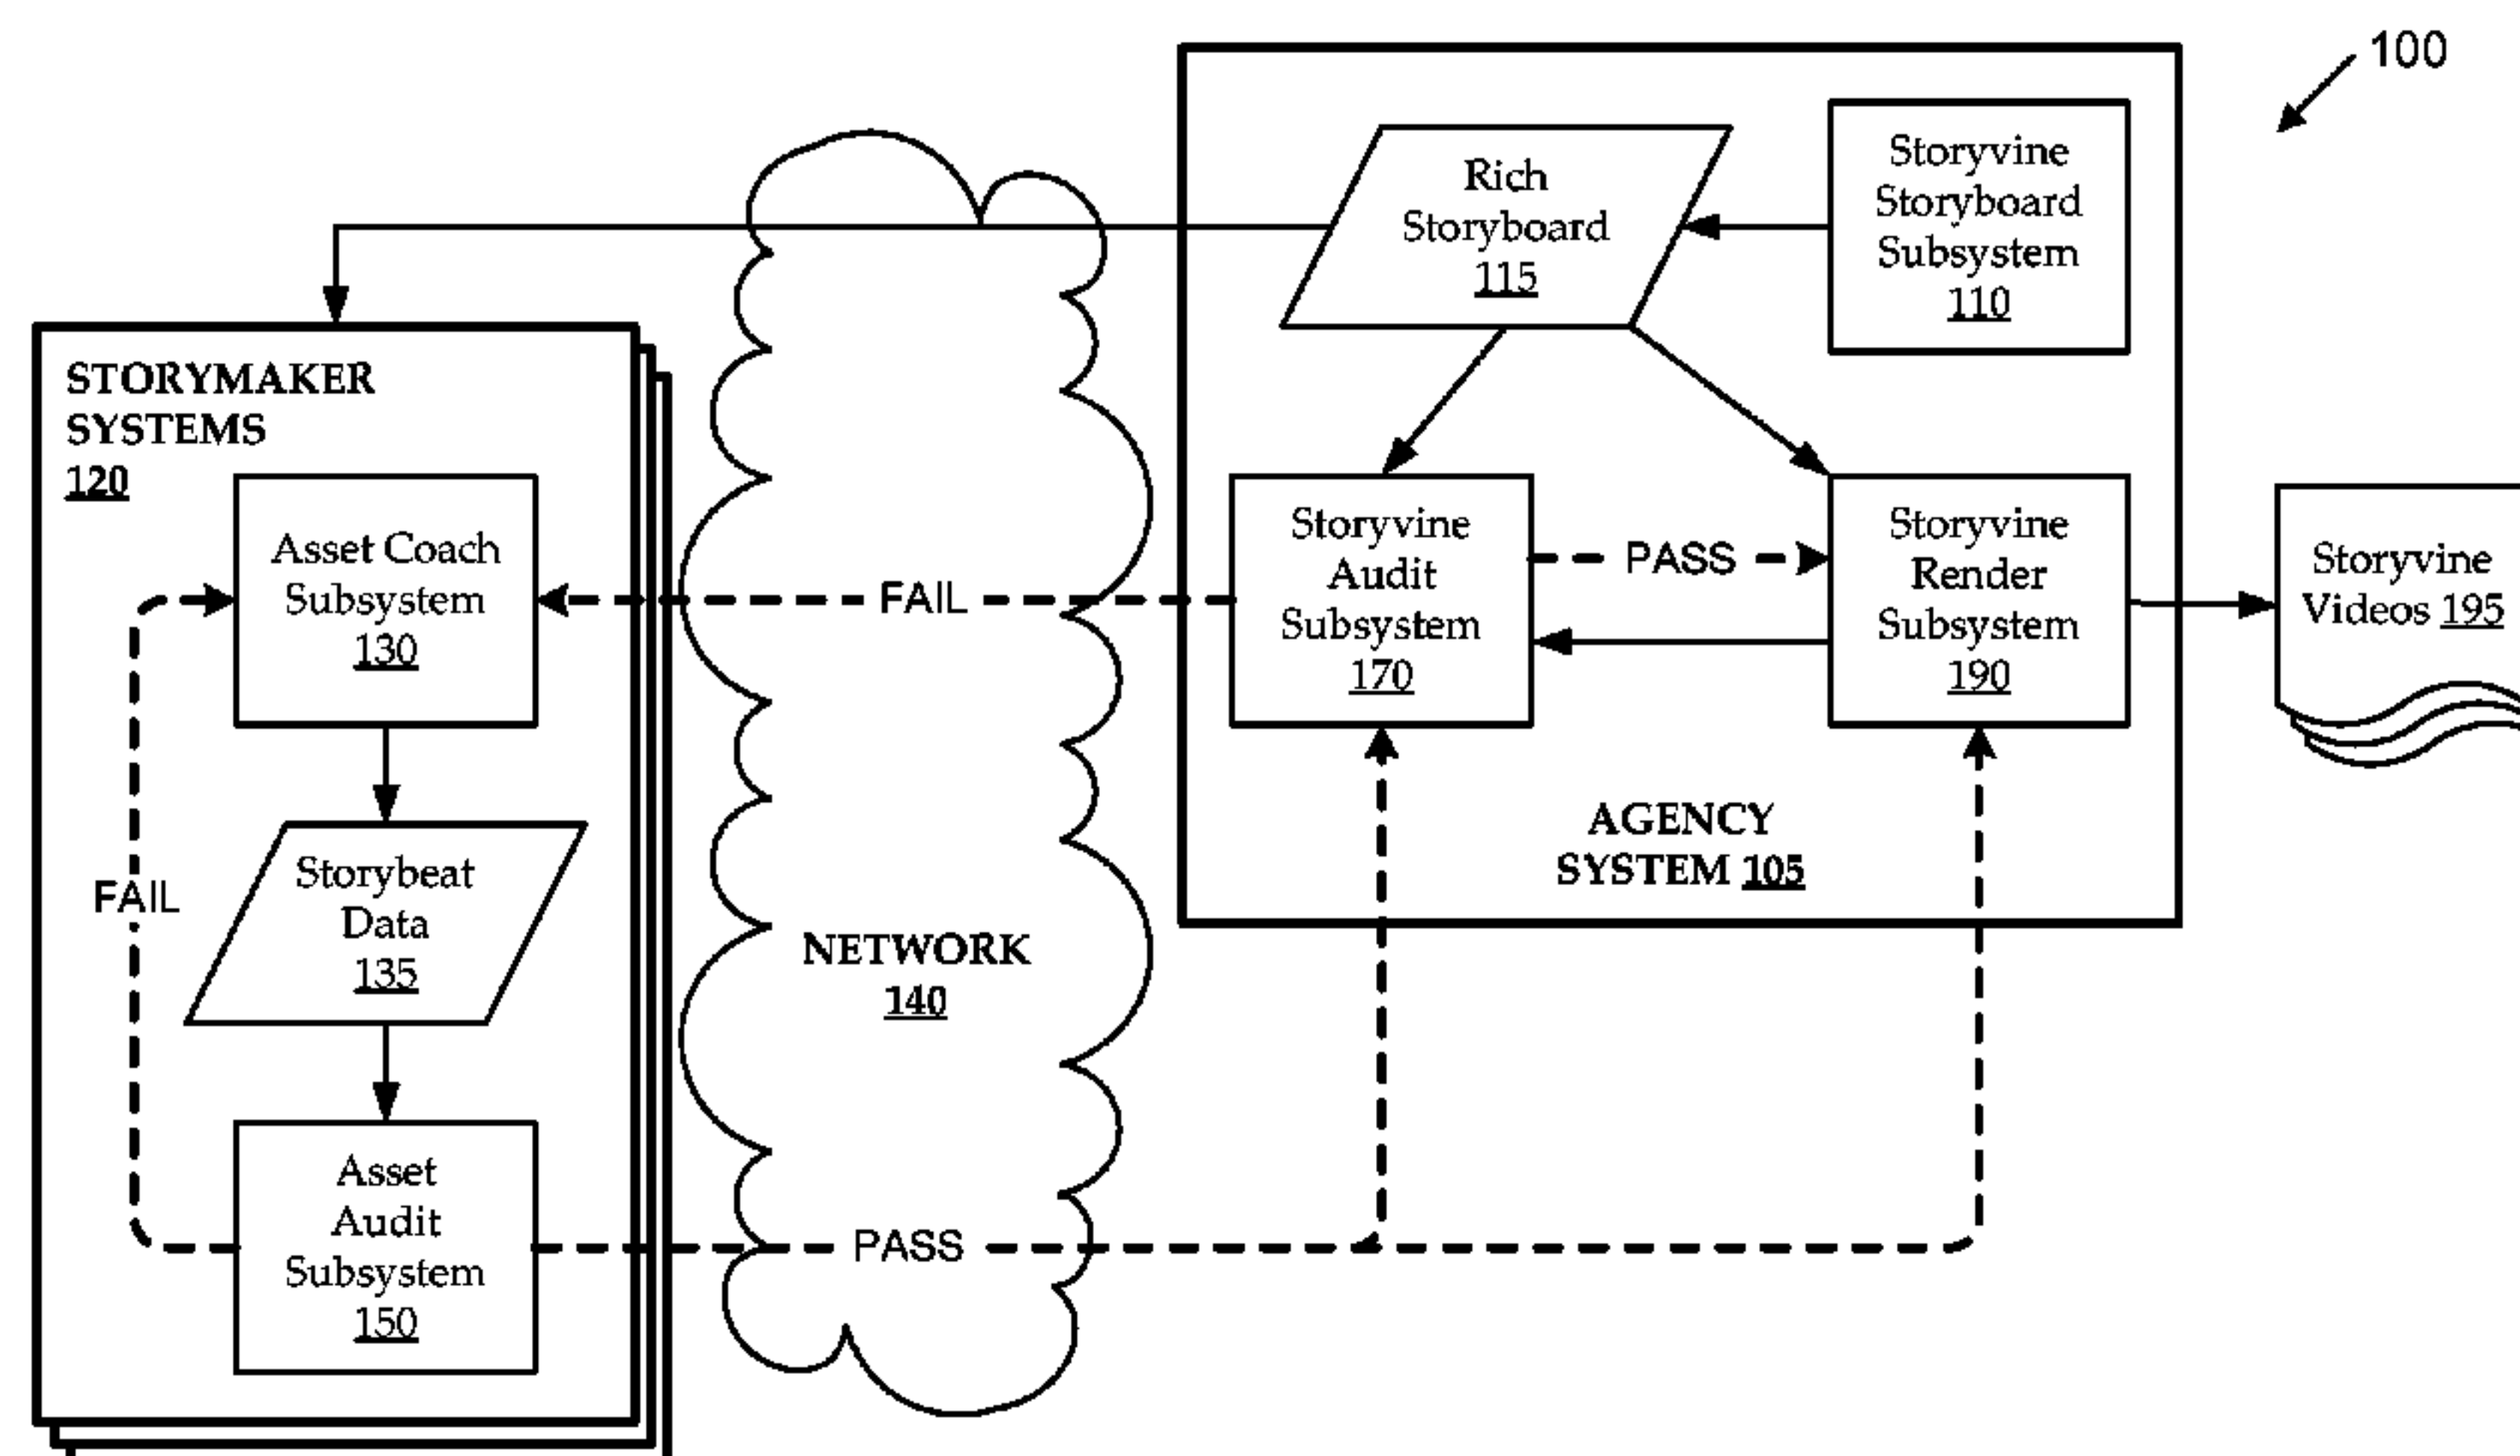 100
Rich
Storyboard
115
Storyvine
Storyboard
Subsystem
110
STORYMAKER
SYSTEMS
120
Asset Coach
Subsystem
130
FAIL
Storyvine
Audit
Subsystem
170
PASS
Storyvine
Render
Subsystem
190
Storyvine
Videos 195
AGENCY
SYSTEM 105
FAIL
Storybeat
Data
135
NETWORK
140
Asset
Audit
Subsystem
150
PASS